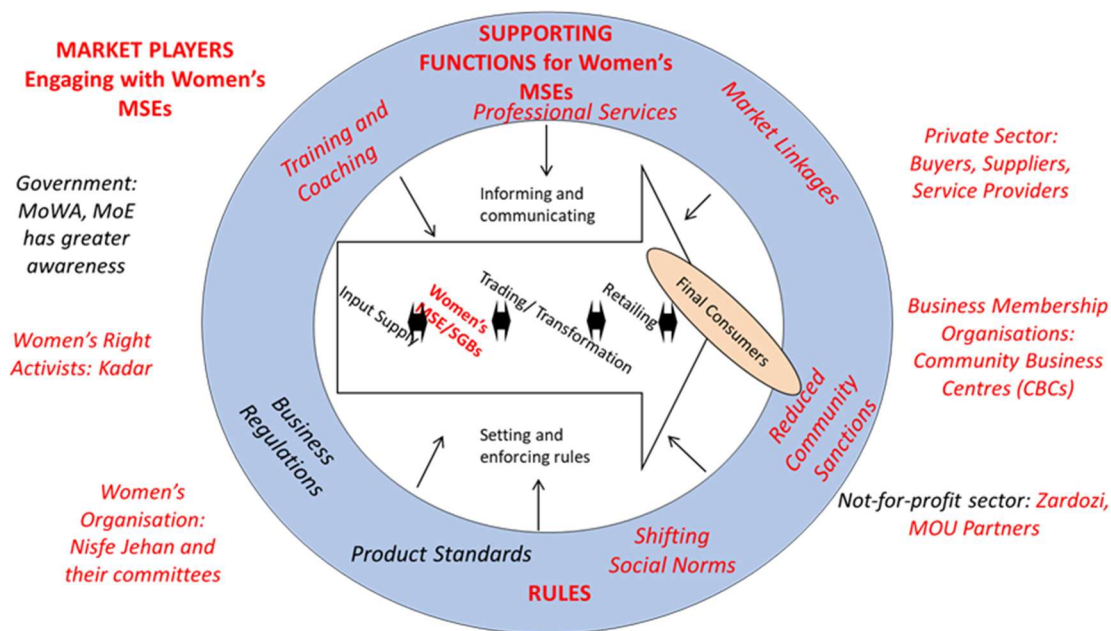 MARKET PLAYERS
Engaging with Women's
MSEs
SUPPORTING
FUNCTIONS for Women's
MSEs
Professional Services
Training and
Coaching
Market Linkages
Government:
MoWA, MoE
has greater
awareness
Women's Right
Activists: Kadar
Women's
Organisation:
Nisfe Jehan and
their committees
Informing and
communicating
Input Supply
Women's
MSE/SGBs
Trading/ Transformation
Retailing
Final Consumers
Setting and
enforcing rules
Business
Regulations
Product Standards
Shifting
Social Norms
Reduced
Community
Sanctions
RULES
Private Sector:
Buyers, Suppliers,
Service Providers
Business Membership
Organisations:
Community Business
Centres (CBCs)
Not-for-profit sector: Zardozi,
MOU Partners